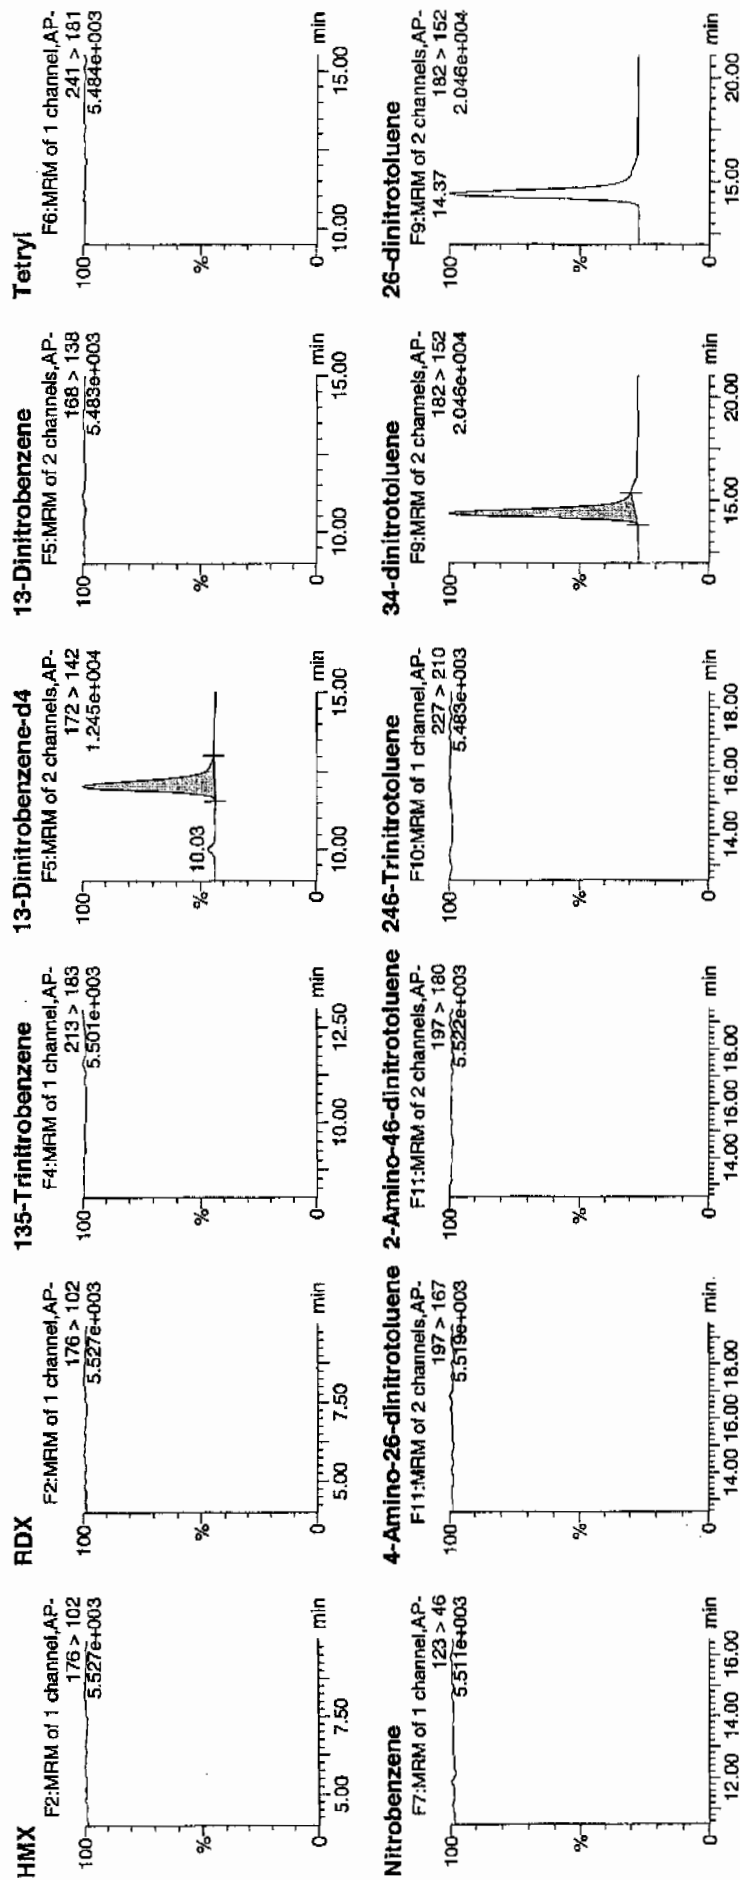 HMX
F2:MRM of 1 channel,AP-
176 > 102
5.527e+003
100
%
0
5.00 7.50
min
RDX
F2:MRM of 1 channel,AP-
176 > 102
5.527e+003
100
%
0
5.00 7.50
min
135-Trinitrobenzene
F4:MRM of 1 channel,AP-
213 > 183
5.501e+003
100
%
0
10.00 12.50
min
13-Dinitrobenzene-d4
F5:MRM of 2 channels,AP-
172 > 142
1.245e+004
100
%
10.03
0
10.00 15.00
min
13-Dinitrobenzene
F5:MRM of 2 channels,AP-
168 > 138
5.483e+003
100
%
0
10.00 15.00
min
Tetryl
F6:MRM of 1 channel,AP-
241 > 181
5.484e+003
100
%
0
10.00 15.00
min
Nitrobenzene
F7:MRM of 1 channel,AP-
123 > 46
5.511e+003
100
%
0
12.00 14.00 16.00
min
4-Amino-26-dinitrotoluene
F11:MRM of 2 channels,AP-
197 > 167
5.519e+003
100
%
0
14.00 16.00 18.00
min
2-Amino-46-dinitrotoluene
F11:MRM of 2 channels,AP-
197 > 180
5.522e+003
100
%
0
14.00 16.00 18.00
min
246-Trinitrotoluene
F10:MRM of 1 channel,AP-
227 > 210
5.483e+003
100
%
0
14.00 16.00 18.00
min
34-dinitrotoluene
F9:MRM of 2 channels,AP-
182 > 152
2.046e+004
100
%
0
15.00 20.00
min
26-dinitrotoluene
F9:MRM of 2 channels,AP-
182 > 152
2.046e+004
100
14.37
%
0
15.00 20.00
min